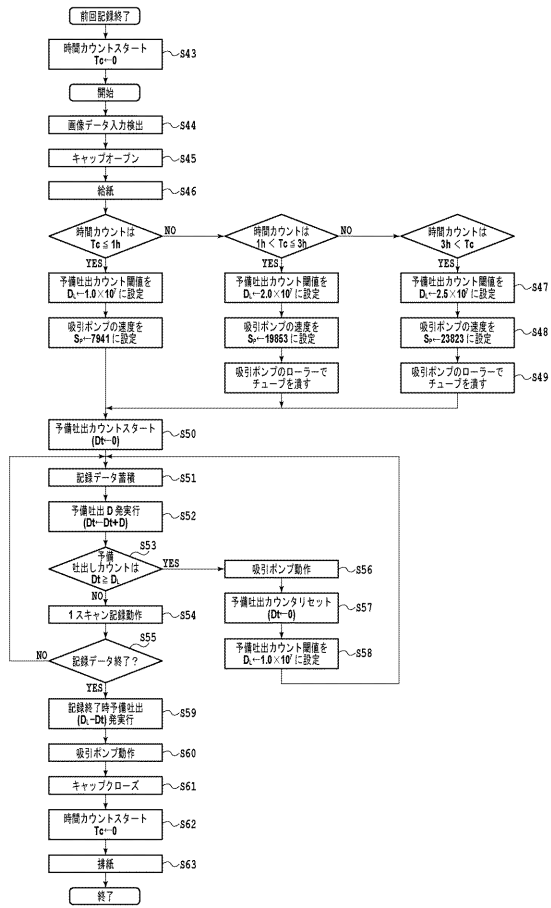 前回記録終了
時間カウントスタート
Tc←0
S43
開始
画像データ入力検出
S44
キャップオープン
S45
給紙
S46
時間カウントは
Tc≦1h
NO
時間カウントは
1h<Tc≦3h
NO
時間カウントは
3h<Tc
YES
YES
YES
予備吐出カウント閾値を
DL←1.0×10⁷に設定
予備吐出カウント閾値を
DL←2.0×10⁷に設定
予備吐出カウント閾値を
DL←2.5×10⁷に設定
S47
吸引ポンプの速度を
SP←7941に設定
吸引ポンプの速度を
SP←19853に設定
吸引ポンプの速度を
SP←23823に設定
S48
吸引ポンプのローラーで
チューブを潰す
吸引ポンプのローラーで
チューブを潰す
S49
予備吐出カウントスタート
(Dt←0)
S50
記録データ蓄積
S51
予備吐出D発実行
(Dt←Dt+D)
S52
S53
予備
吐出しカウントは
Dt≧DL
YES
NO
吸引ポンプ動作
S56
予備吐出カウンタリセット
(Dt←0)
S57
予備吐出カウント閾値を
DL←1.0×10⁷に設定
S58
1スキャン記録動作
S54
S55
記録データ終了?
NO
YES
記録終了時予備吐出
(DL−Dt)発実行
S59
吸引ポンプ動作
S60
キャップクローズ
S61
時間カウントスタート
Tc←0
S62
排紙
S63
終了